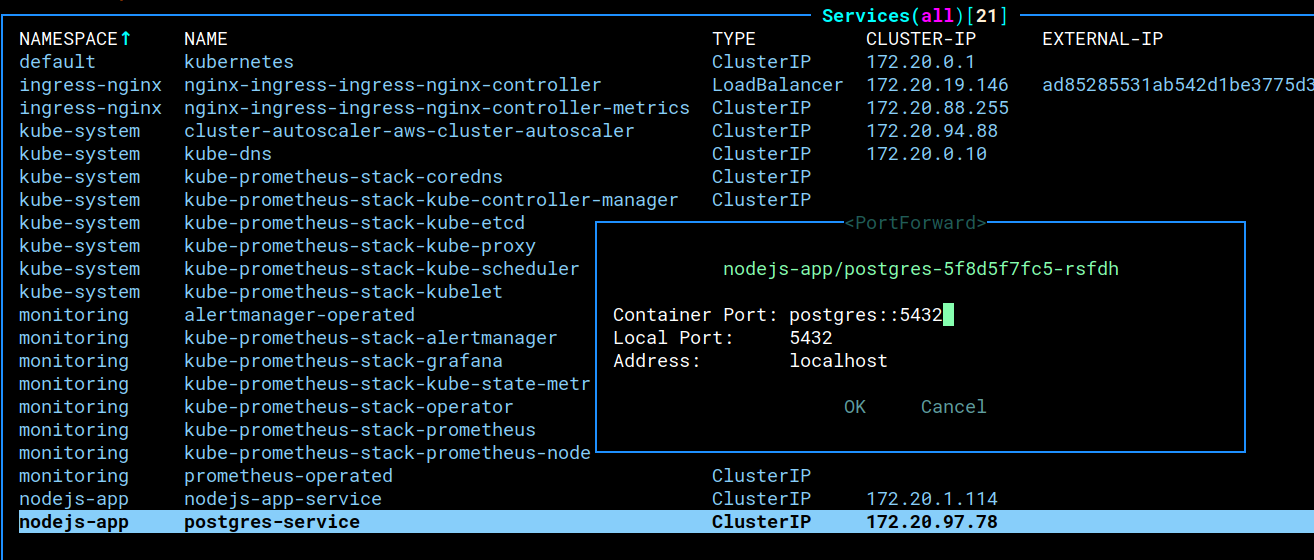 Services(all)[21]
NAMESPACE↑ NAME TYPE CLUSTER-IP EXTERNAL-IP
default kubernetes ClusterIP 172.20.0.1
ingress-nginx nginx-ingress-ingress-nginx-controller LoadBalancer 172.20.19.146 ad85285531ab542d1be3775d3
ingress-nginx nginx-ingress-ingress-nginx-controller-metrics ClusterIP 172.20.88.255
kube-system cluster-autoscaler-aws-cluster-autoscaler ClusterIP 172.20.94.88
kube-system kube-dns ClusterIP 172.20.0.10
kube-system kube-prometheus-stack-coredns ClusterIP
kube-system kube-prometheus-stack-kube-controller-manager ClusterIP
kube-system kube-prometheus-stack-kube-etcd
kube-system kube-prometheus-stack-kube-proxy
kube-system kube-prometheus-stack-kube-scheduler
kube-system kube-prometheus-stack-kubelet
monitoring alertmanager-operated
monitoring kube-prometheus-stack-alertmanager
monitoring kube-prometheus-stack-grafana
monitoring kube-prometheus-stack-kube-state-metr
monitoring kube-prometheus-stack-operator
monitoring kube-prometheus-stack-prometheus
monitoring kube-prometheus-stack-prometheus-node
<PortForward>
nodejs-app/postgres-5f8d5f7fc5-rsfdh
Container Port: postgres::5432
Local Port: 5432
Address: localhost
OK Cancel
monitoring prometheus-operated ClusterIP
nodejs-app nodejs-app-service ClusterIP 172.20.1.114
nodejs-app postgres-service ClusterIP 172.20.97.78